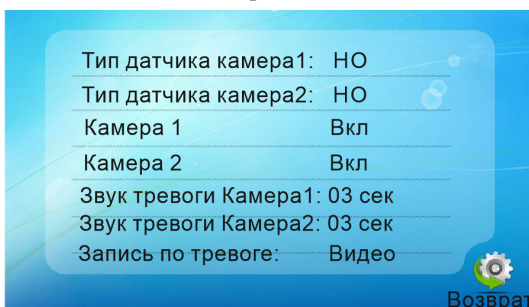 Тип датчика камера1: НО
Тип датчика камера2: НО
Камера 1 Вкл
Камера 2 Вкл
Звук тревоги Камера1: 03 сек
Звук тревоги Камера2: 03 сек
Запись по тревоге: Видео
Возврат